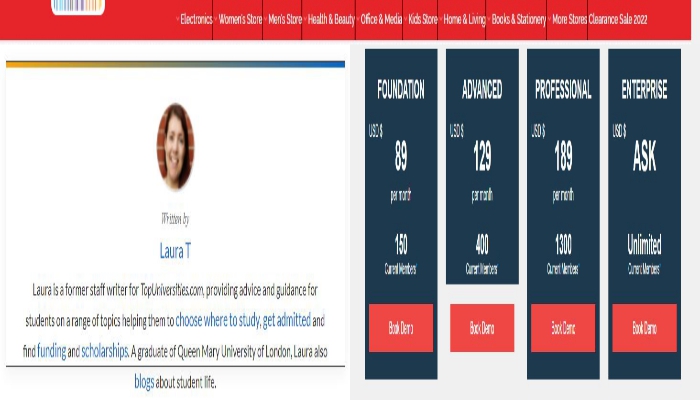 Electronics Women's Store Men's Store Health & Beauty Office & Media Kids Store Home & Living Books & Stationery More Stores Clearance Sale 2022
Written by
Laura T
Laura is a former staff writer for TopUniversities.com, providing advice and guidance for
students on a range of topics helping them to choose where to study, get admitted and
find funding and scholarships. A graduate of Queen Mary University of London, Laura also
blogs about student life.
FOUNDATION
USD $
89
per month
150
Current Members'
Book Demo
ADVANCED
USD $
129
per month
400
Current Members'
Book Demo
PROFESSIONAL
USD $
189
per month
1300
Current Members'
Book Demo
ENTERPRISE
USD $
ASK
Unlimited
Current Members'
Book Demo